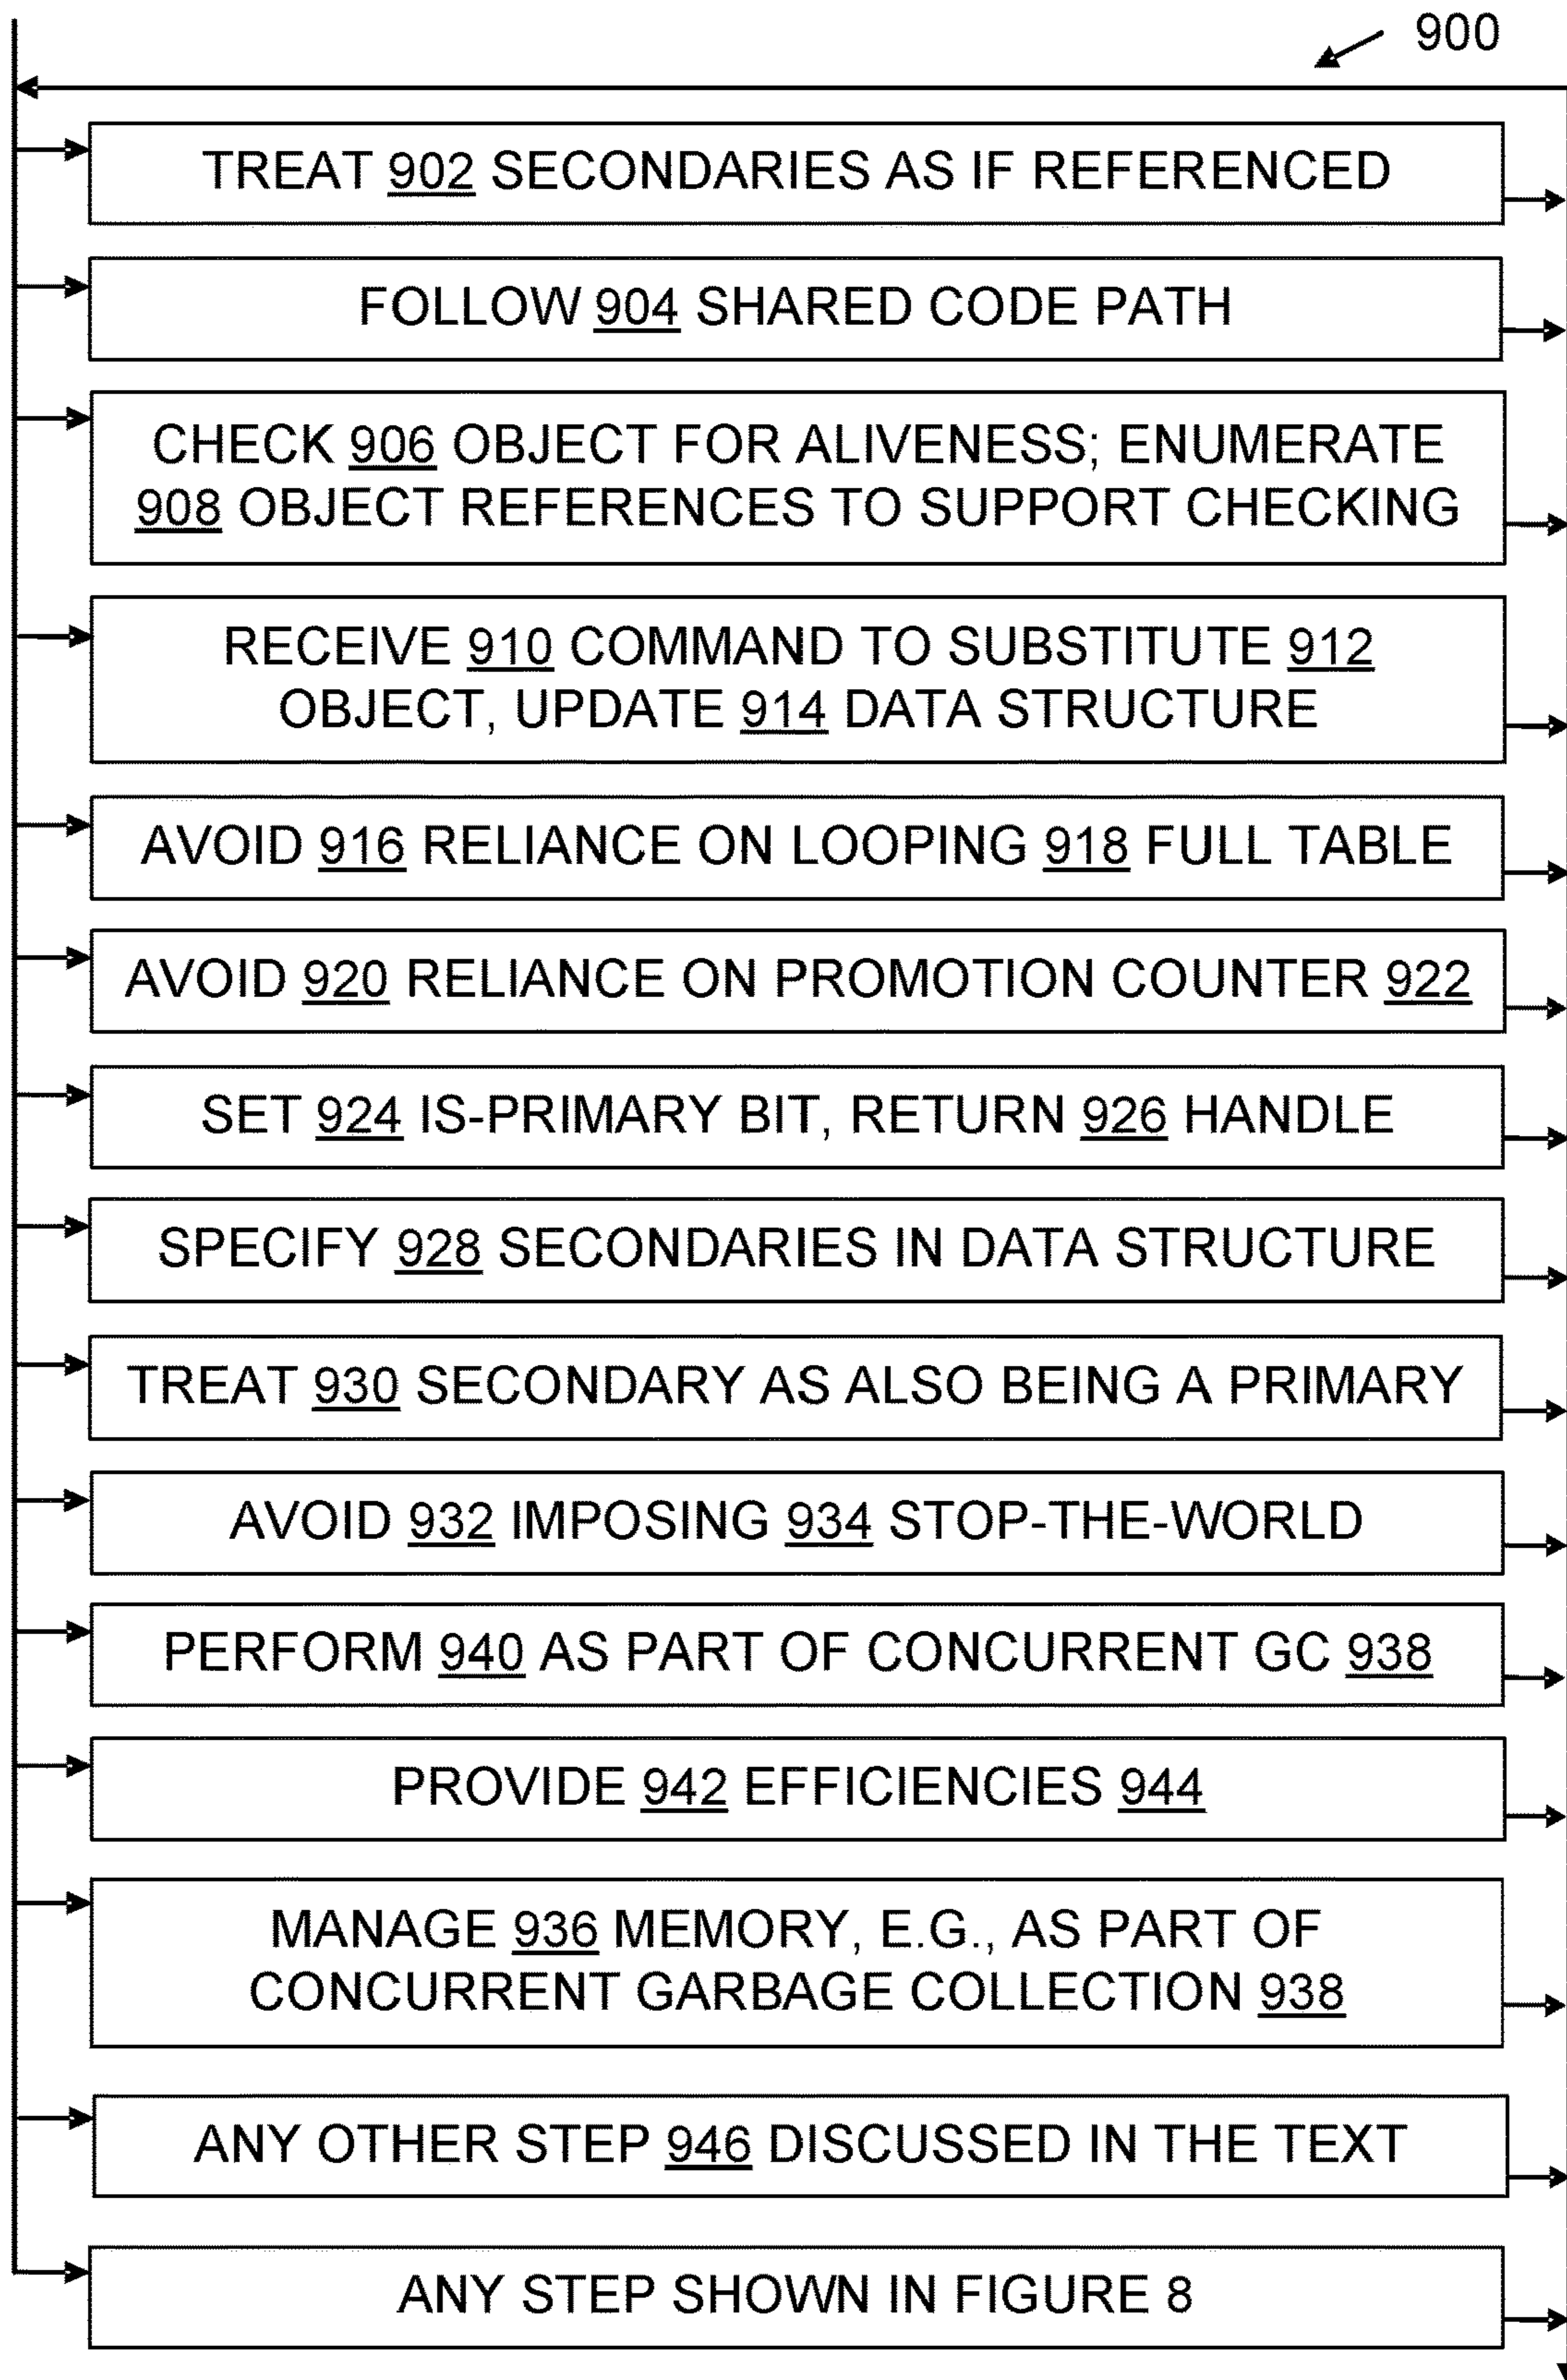 900
TREAT 902 SECONDARIES AS IF REFERENCED
FOLLOW 904 SHARED CODE PATH
CHECK 906 OBJECT FOR ALIVENESS; ENUMERATE
908 OBJECT REFERENCES TO SUPPORT CHECKING
RECEIVE 910 COMMAND TO SUBSTITUTE 912
OBJECT, UPDATE 914 DATA STRUCTURE
AVOID 916 RELIANCE ON LOOPING 918 FULL TABLE
AVOID 920 RELIANCE ON PROMOTION COUNTER 922
SET 924 IS-PRIMARY BIT, RETURN 926 HANDLE
SPECIFY 928 SECONDARIES IN DATA STRUCTURE
TREAT 930 SECONDARY AS ALSO BEING A PRIMARY
AVOID 932 IMPOSING 934 STOP-THE-WORLD
PERFORM 940 AS PART OF CONCURRENT GC 938
PROVIDE 942 EFFICIENCIES 944
MANAGE 936 MEMORY, E.G., AS PART OF
CONCURRENT GARBAGE COLLECTION 938
ANY OTHER STEP 946 DISCUSSED IN THE TEXT
ANY STEP SHOWN IN FIGURE 8